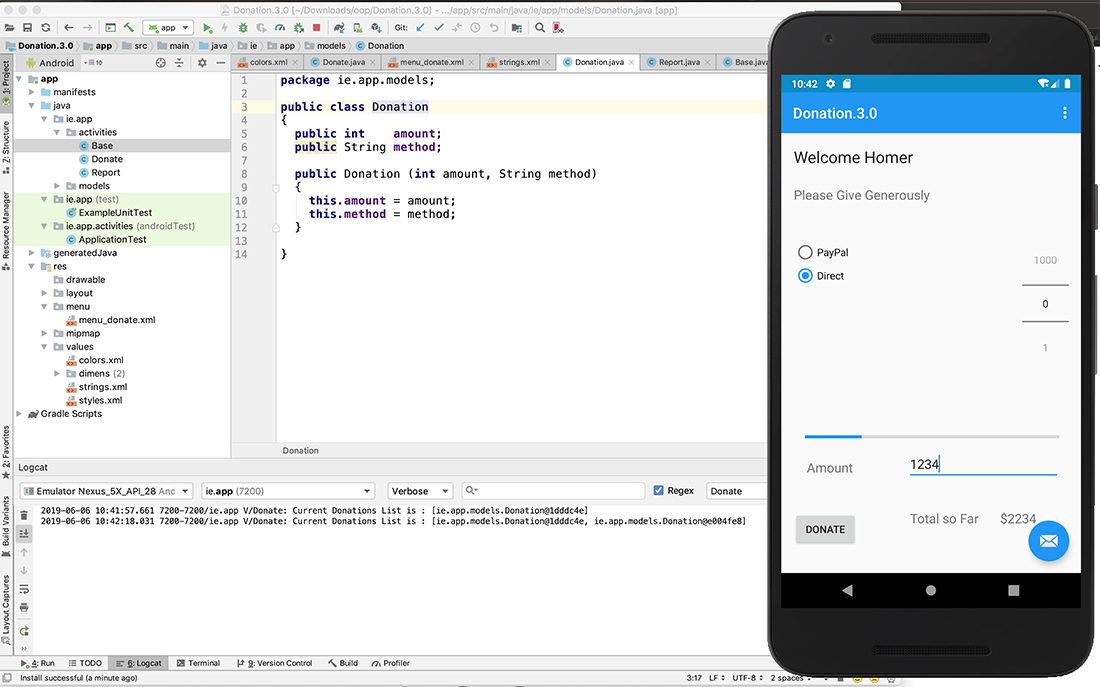 Donation.3.0 [~/Downloads/oop/Donation.3.0] - .../app/src/main/java/ie/app/models/Donation.java [app]
app
Git:
Donation.3.0
app
src
main
java
ie
app
models
Donation
1: Project
Android
10
colors.xml
Donate.java
menu_donate.xml
strings.xml
Donation.java
Report.java
Base.java
app
manifests
java
ie.app
activities
Base
Donate
Report
models
ie.app (test)
ExampleUnitTest
ie.app.activities (androidTest)
ApplicationTest
generatedJava
res
drawable
layout
menu
menu_donate.xml
mipmap
values
colors.xml
dimens (2)
strings.xml
styles.xml
Gradle Scripts
Z: Structure
Resource Manager
2: Favorites
Build Variants
Layout Captures
1 package ie.app.models;
2
3 public class Donation
4 {
5 public int amount;
6 public String method;
7
8 public Donation (int amount, String method)
9 {
10 this.amount = amount;
11 this.method = method;
12 }
13
14 }
Donation
Logcat
Emulator Nexus_5X_API_28 And
ie.app (7200)
Verbose
Regex
Donate
2019-06-06 10:41:57.661 7200-7200/ie.app V/Donate: Current Donations List is : [ie.app.models.Donation@1dddc4e]
2019-06-06 10:42:18.031 7200-7200/ie.app V/Donate: Current Donations List is : [ie.app.models.Donation@1dddc4e, ie.app.models.Donation@e004fe8]
4: Run
TODO
6: Logcat
Terminal
9: Version Control
Build
Profiler
Install successful (a minute ago)
3:17
LF
UTF-8
2 spaces
10:42
Donation.3.0
Welcome Homer
Please Give Generously
PayPal
Direct
1000
0
1
Amount
1234
DONATE
Total so Far
$2234